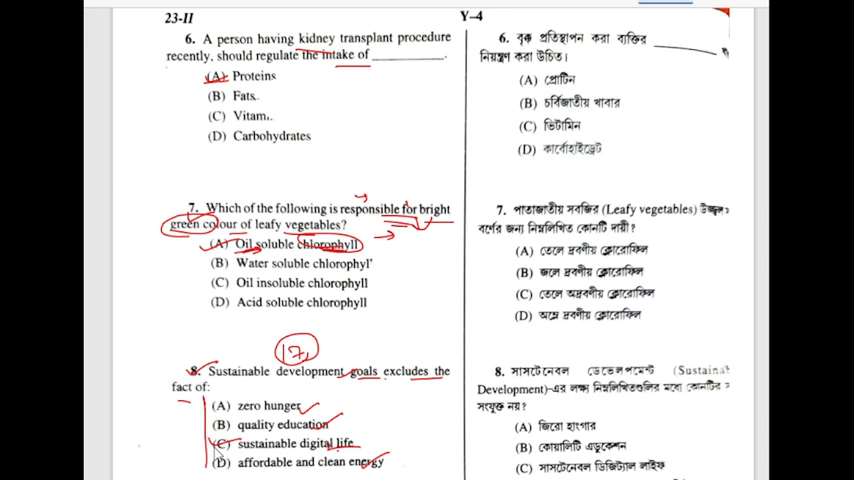 23-II
Y-4
6. A person having kidney transplant procedure
recently, should regulate the intake of ____________.
(A) Proteins
(B) Fats
(C) Vitam
(D) Carbohydrates
7. Which of the following is responsible for bright
green colour of leafy vegetables?
(A) Oil soluble chlorophyll
(B) Water soluble chlorophyl
(C) Oil insoluble chlorophyll
(D) Acid soluble chlorophyll
17
8. Sustainable development goals excludes the
fact of:
(A) zero hunger
(B) quality education
(C) sustainable digital life
(D) affordable and clean energy
6. বৃক্ক প্রতিস্থাপন করা ব্যক্তির ____________
নিয়ন্ত্রণ করা উচিত।
(A) প্রোটিন
(B) চর্বিজাতীয় খাবার
(C) ভিটামিন
(D) কার্বোহাইড্রেট
7. পাতাজাতীয় সবজির (Leafy vegetables) উজ্জ্বল
বর্ণের জন্য নিম্নলিখিত কোনটি দায়ী?
(A) তেলে দ্রবণীয় ক্লোরোফিল
(B) জলে দ্রবণীয় ক্লোরোফিল
(C) তেলে অদ্রবণীয় ক্লোরোফিল
(D) অম্লে দ্রবণীয় ক্লোরোফিল
8. সাসটেনেবল ডেভেলপমেন্ট (Sustainat
Development)-এর লক্ষ্য নিম্নলিখিতগুলির মধ্যে কোনটির
সংযুক্ত নয়?
(A) জিরো হাংগার
(B) কোয়ালিটি এডুকেশন
(C) সাসটেনেবল ডিজিট্যাল লাইফ